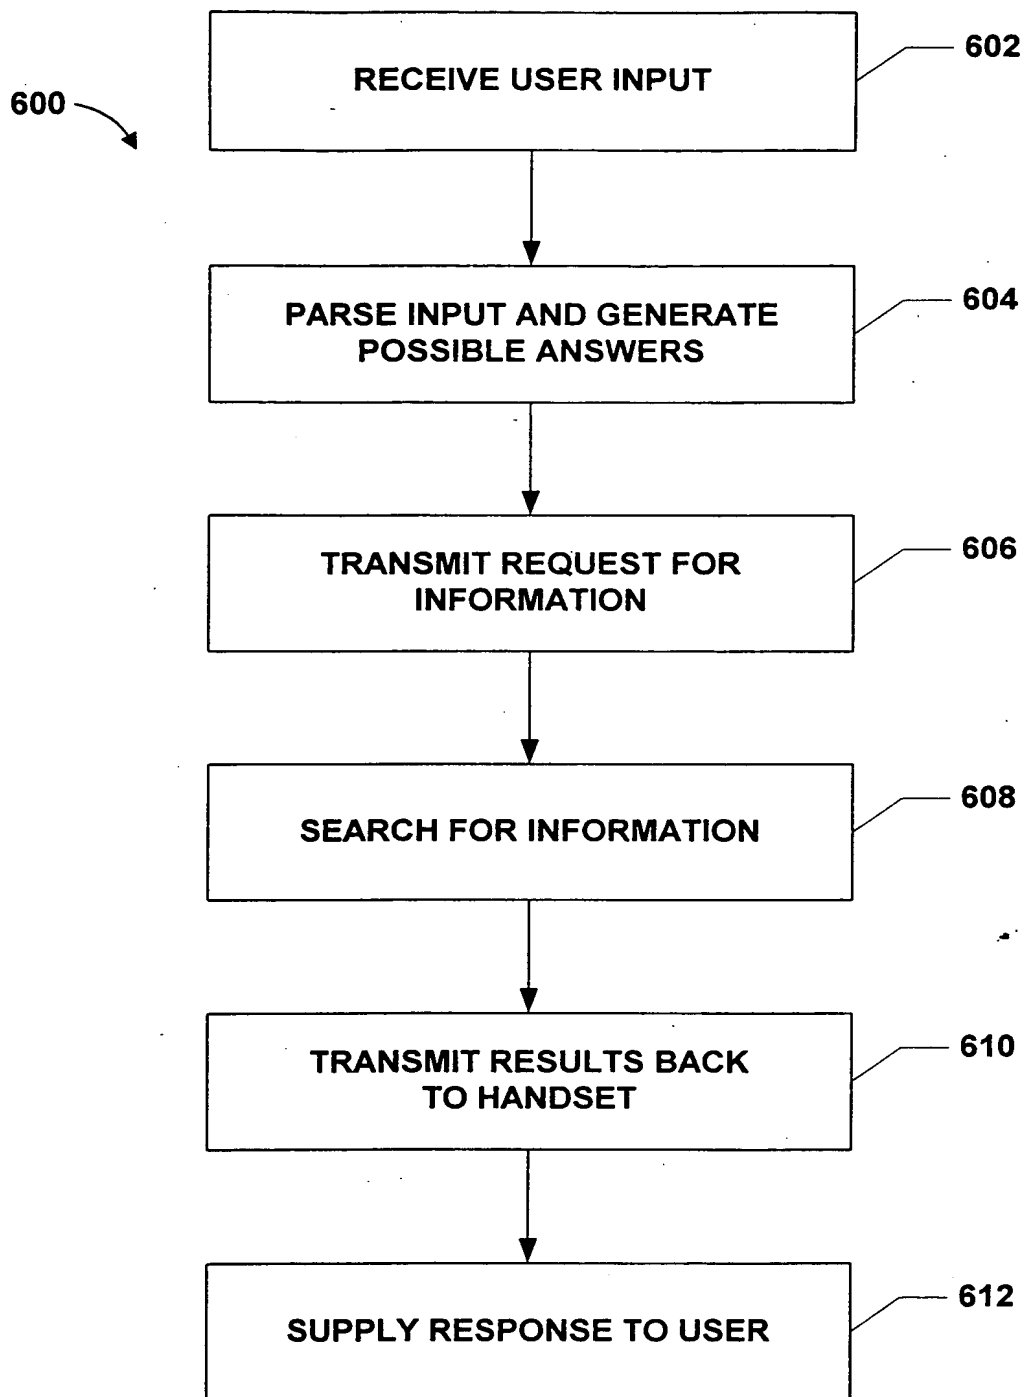 602
RECEIVE USER INPUT
600
604
PARSE INPUT AND GENERATE
POSSIBLE ANSWERS
606
TRANSMIT REQUEST FOR
INFORMATION
608
SEARCH FOR INFORMATION
610
TRANSMIT RESULTS BACK
TO HANDSET
612
SUPPLY RESPONSE TO USER